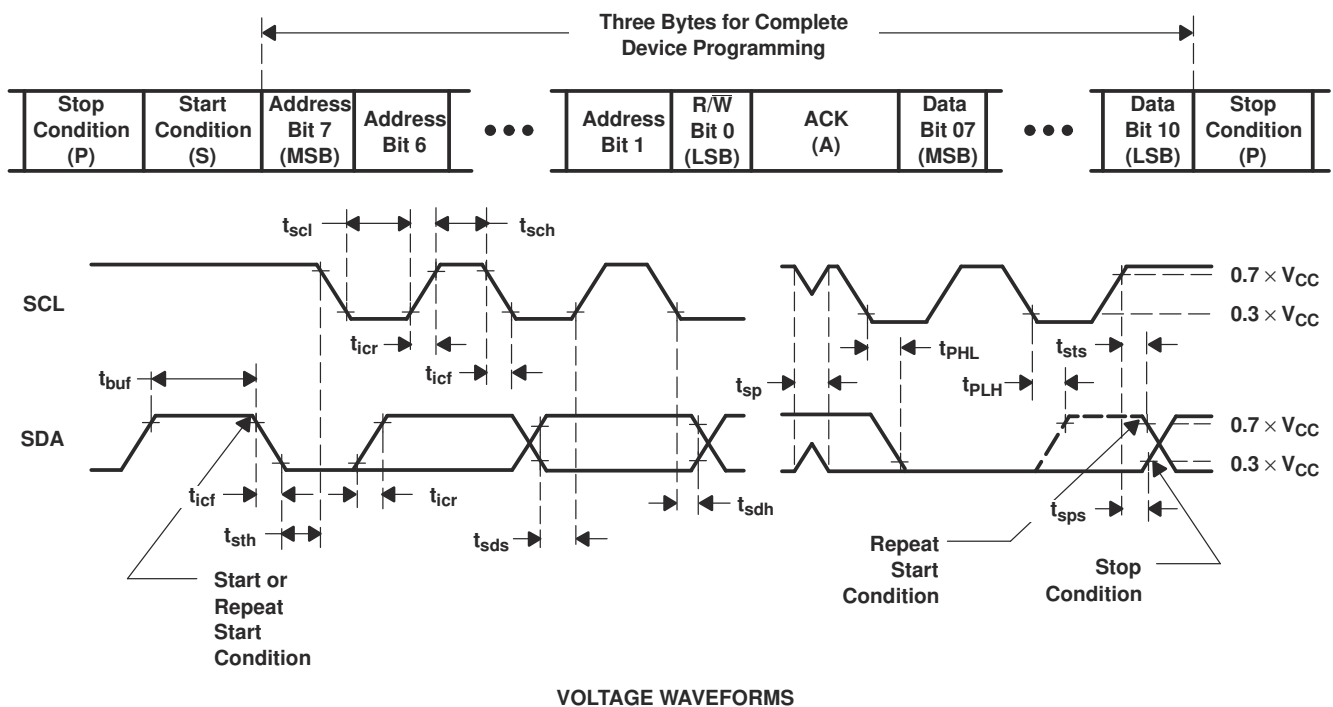 Three Bytes for Complete
Device Programming
Stop
Condition
(P)
Start
Condition
(S)
Address
Bit 7
(MSB)
Address
Bit 6
•••
Address
Bit 1
R/W̅
Bit 0
(LSB)
ACK
(A)
Data
Bit 07
(MSB)
•••
Data
Bit 10
(LSB)
Stop
Condition
(P)
tscl
tsch
SCL
0.7 × VCC
0.3 × VCC
ticr
ticf
tbuf
tsp
tPHL
tPLH
tsts
SDA
0.7 × VCC
0.3 × VCC
ticf
ticr
tsth
tsds
tsdh
tsps
Start or
Repeat
Start
Condition
Repeat
Start
Condition
Stop
Condition
VOLTAGE WAVEFORMS